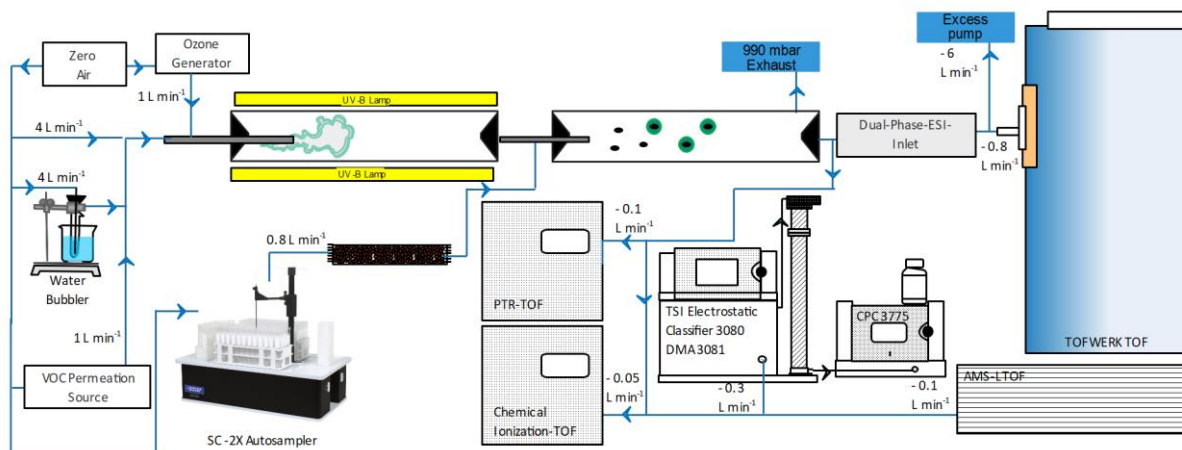 Zero
Air
Ozone
Generator
1 L min⁻¹
4 L min⁻¹
4 L min⁻¹
Water
Bubbler
1 L min⁻¹
VOC Permeation
Source
UV-B Lamp
UV-B Lamp
0.8 L min⁻¹
SC -2X Autosampler
990 mbar
Exhaust
Excess
pump
- 6
L min⁻¹
Dual-Phase-ESI-
Inlet
- 0.8
L min⁻¹
- 0.1
L min⁻¹
PTR-TOF
Chemical
Ionization-TOF
- 0.05
L min⁻¹
TSI Electrostatic
Classifier 3080
DMA 3081
- 0.3
L min⁻¹
CPC 3775
- 0.1
L min⁻¹
AMS-LTOF
TOFWERK TOF